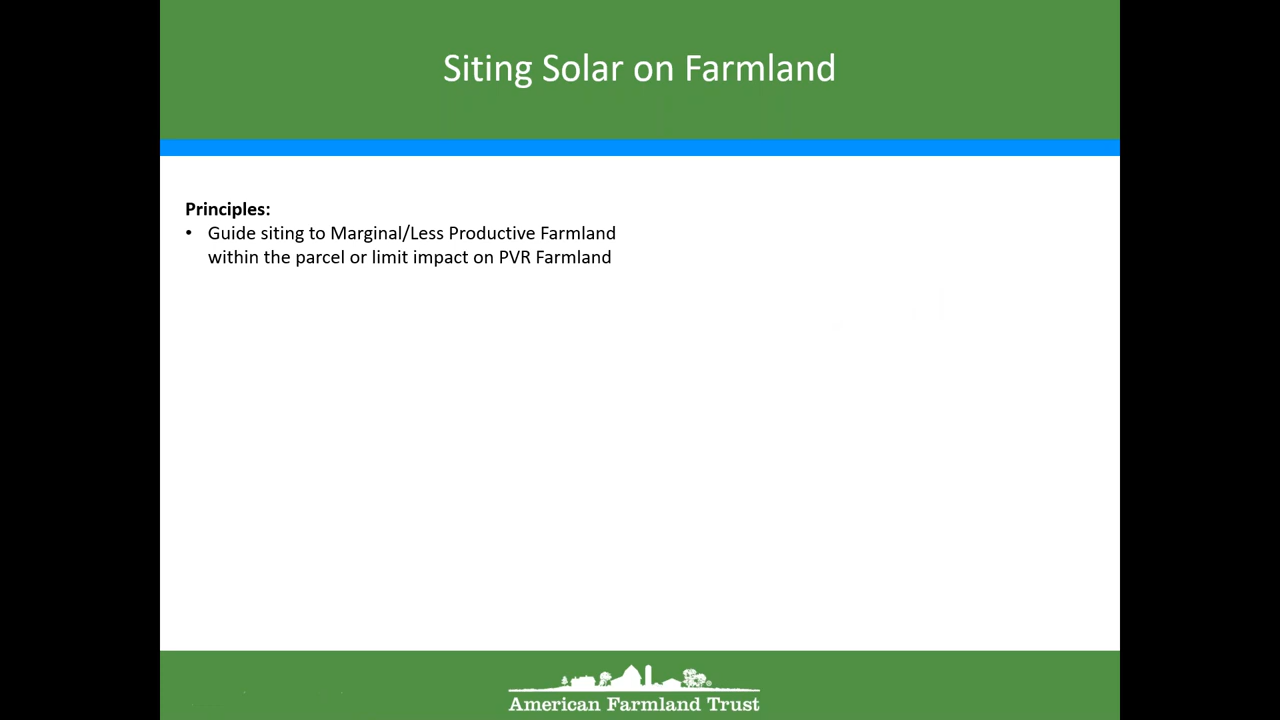 Siting Solar on Farmland
Principles:
• Guide siting to Marginal/Less Productive Farmland
within the parcel or limit impact on PVR Farmland
American Farmland Trust